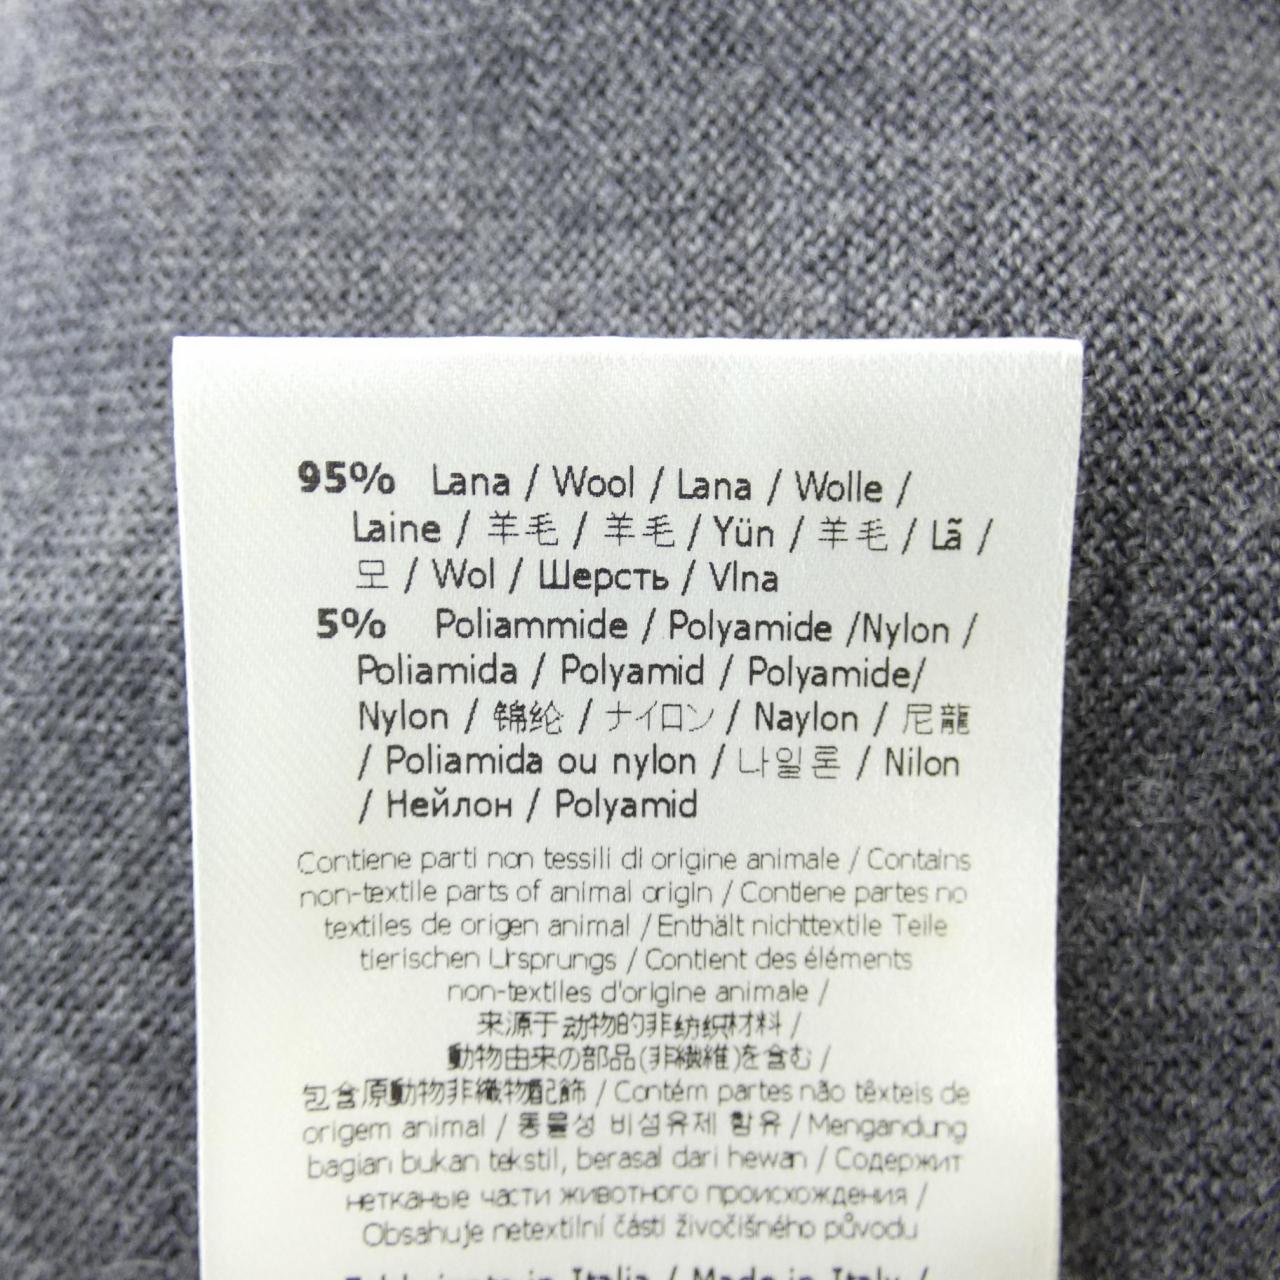 95% Lana / Wool / Lana / Wolle /
Laine / 羊毛 / 羊毛 / Yün / 羊毛 / Lã /
모 / Wol / Шерсть / Vlna
5% Poliammide / Polyamide /Nylon /
Poliamida / Polyamid / Polyamide/
Nylon / 锦纶 / ナイロン / Naylon / 尼龍
/ Poliamida ou nylon / 나일론 / Nilon
/ Нейлон / Polyamid
Contiene parti non tessili di origine animale / Contains
non-textile parts of animal origin / Contiene partes no
textiles de origen animal / Enthält nichttextile Teile
tierischen Ursprungs / Contient des éléments
non-textiles d'origine animale /
来源于动物的非纺织材料 /
動物由来の部品(非繊維)を含む /
包含原動物非織物配飾 / Contém partes não têxteis de
origem animal / 동물성 비섬유제 함유 / Mengandung
bagian bukan tekstil, berasal dari hewan / Содержит
нетканые части животного происхождения /
Obsahuje netextilní části živočišného původu
in Italia / Made in Italy /